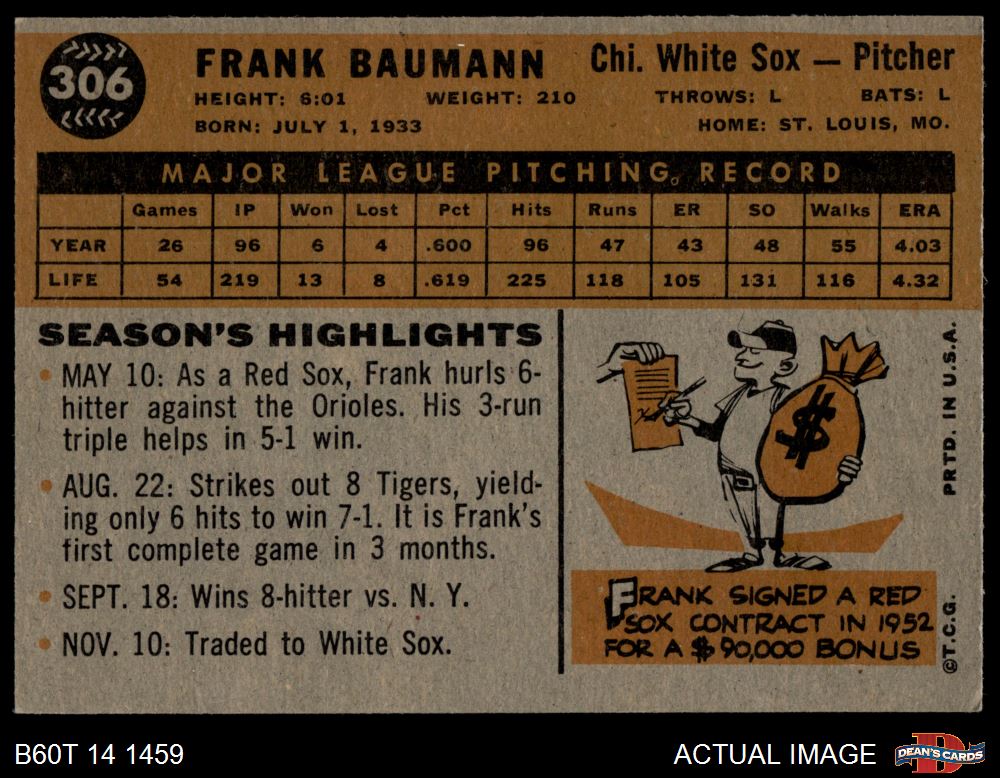 306
FRANK BAUMANN
Chi. White Sox — Pitcher
HEIGHT: 6:01 WEIGHT: 210 THROWS: L BATS: L
BORN: JULY 1, 1933 HOME: ST. LOUIS, MO.
MAJOR LEAGUE PITCHING RECORD
Games IP Won Lost Pct Hits Runs ER SO Walks ERA
YEAR 26 96 6 4 .600 96 47 43 48 55 4.03
LIFE 54 219 13 8 .619 225 118 105 131 116 4.32
SEASON'S HIGHLIGHTS
• MAY 10: As a Red Sox, Frank hurls 6-
hitter against the Orioles. His 3-run
triple helps in 5-1 win.
• AUG. 22: Strikes out 8 Tigers, yield-
ing only 6 hits to win 7-1. It is Frank's
first complete game in 3 months.
• SEPT. 18: Wins 8-hitter vs. N. Y.
• NOV. 10: Traded to White Sox.
$
FRANK SIGNED A RED
SOX CONTRACT IN 1952
FOR A $90,000 BONUS
©T.C.G. PRTD. IN U.S.A.
B60T 14 1459
ACTUAL IMAGE
DEAN'S CARDS